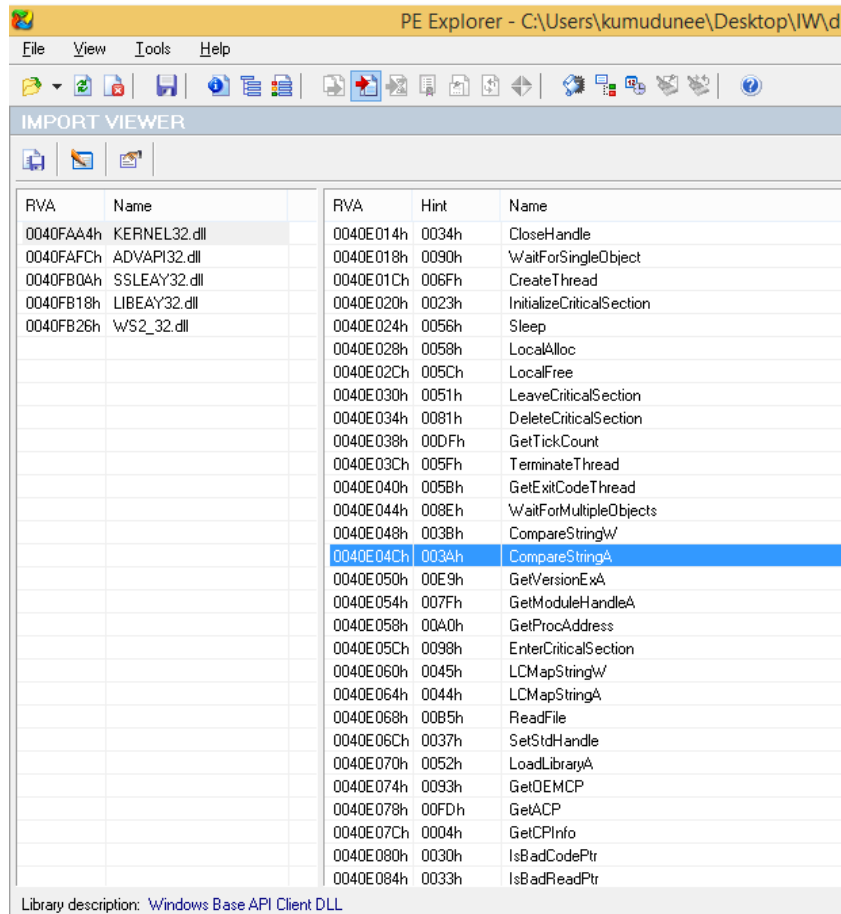 PE Explorer - C:\Users\kumudunee\Desktop\IW\d
File View Tools Help
IMPORT VIEWER
RVA Name
0040FAA4h KERNEL32.dll
0040FAFCh ADVAPI32.dll
0040FB0Ah SSLEAY32.dll
0040FB18h LIBEAY32.dll
0040FB26h WS2_32.dll
RVA Hint Name
0040E014h 0034h CloseHandle
0040E018h 0090h WaitForSingleObject
0040E01Ch 006Fh CreateThread
0040E020h 0023h InitializeCriticalSection
0040E024h 0056h Sleep
0040E028h 0058h LocalAlloc
0040E02Ch 005Ch LocalFree
0040E030h 0051h LeaveCriticalSection
0040E034h 0081h DeleteCriticalSection
0040E038h 00DFh GetTickCount
0040E03Ch 005Fh TerminateThread
0040E040h 005Bh GetExitCodeThread
0040E044h 008Eh WaitForMultipleObjects
0040E048h 003Bh CompareStringW
0040E04Ch 003Ah CompareStringA
0040E050h 00E9h GetVersionExA
0040E054h 007Fh GetModuleHandleA
0040E058h 00A0h GetProcAddress
0040E05Ch 0098h EnterCriticalSection
0040E060h 0045h LCMapStringW
0040E064h 0044h LCMapStringA
0040E068h 00B5h ReadFile
0040E06Ch 0037h SetStdHandle
0040E070h 0052h LoadLibraryA
0040E074h 0093h GetOEMCP
0040E078h 00FDh GetACP
0040E07Ch 0004h GetCPInfo
0040E080h 0030h IsBadCodePtr
0040E084h 0033h IsBadReadPtr
Library description: Windows Base API Client DLL